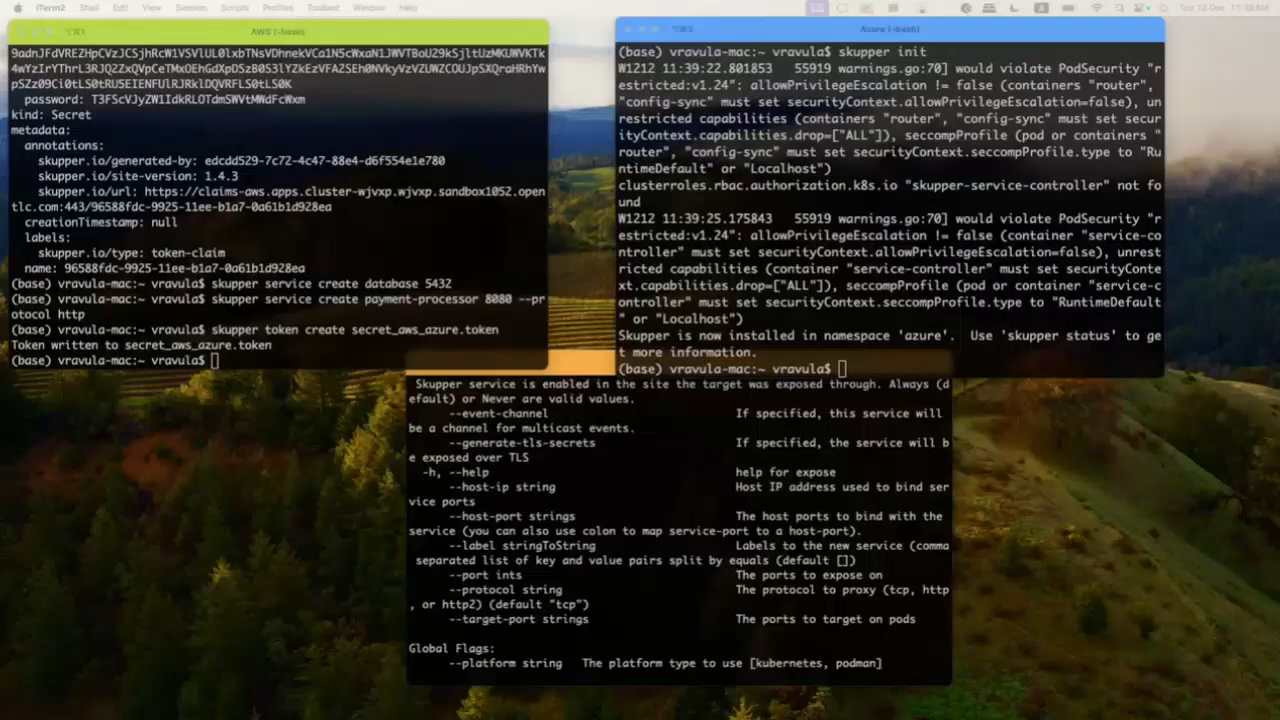 iTerm2 Shell Edit View Session Scripts Profiles Toolbelt Window Help
Tue 12 Dec 11:39 AM
⌥⌘1 AWS (-bash)
9adnJFdVREZHpCVzJCSjhRcW1VSVlUL0lxbTNsVDhnekVCa1N5cWxaN1JWVTBoU29kSjltUzMKUWVKTk
4wYzIrYThrL3RJQ2ZxQVpCeTMxOEhGdXpDSzB0S3lYZkEzVFA2SEh0NVkyVzVZUWZCOUJpSXQraHRhYw
pSZz09Ci0tLS0tRU5EIENFUlRJRklDQVRFLS0tLS0K
password: T3FScVJyZW1IdkRLOTdmSWVtMWdFcWxm
kind: Secret
metadata:
annotations:
skupper.io/generated-by: edcdd529-7c72-4c47-88e4-d6f554e1e780
skupper.io/site-version: 1.4.3
skupper.io/url: https://claims-aws.apps.cluster-wjvxp.wjvxp.sandbox1052.open
tlc.com:443/96588fdc-9925-11ee-b1a7-0a61b1d928ea
creationTimestamp: null
labels:
skupper.io/type: token-claim
name: 96588fdc-9925-11ee-b1a7-0a61b1d928ea
(base) vravula-mac:~ vravula$ skupper service create database 5432
(base) vravula-mac:~ vravula$ skupper service create payment-processor 8080 --pr
otocol http
(base) vravula-mac:~ vravula$ skupper token create secret_aws_azure.token
Token written to secret_aws_azure.token
(base) vravula-mac:~ vravula$
⌥⌘2 Azure (-bash)
(base) vravula-mac:~ vravula$ skupper init
W1212 11:39:22.801853 55919 warnings.go:70] would violate PodSecurity "r
estricted:v1.24": allowPrivilegeEscalation != false (containers "router",
"config-sync" must set securityContext.allowPrivilegeEscalation=false), un
restricted capabilities (containers "router", "config-sync" must set secur
ityContext.capabilities.drop=["ALL"]), seccompProfile (pod or containers "
router", "config-sync" must set securityContext.seccompProfile.type to "Ru
ntimeDefault" or "Localhost")
clusterroles.rbac.authorization.k8s.io "skupper-service-controller" not fo
und
W1212 11:39:25.175843 55919 warnings.go:70] would violate PodSecurity "r
estricted:v1.24": allowPrivilegeEscalation != false (container "service-co
ntroller" must set securityContext.allowPrivilegeEscalation=false), unrest
ricted capabilities (container "service-controller" must set securityConte
xt.capabilities.drop=["ALL"]), seccompProfile (pod or container "service-c
ontroller" must set securityContext.seccompProfile.type to "RuntimeDefault
" or "Localhost")
Skupper is now installed in namespace 'azure'. Use 'skupper status' to ge
t more information.
(base) vravula-mac:~ vravula$
Skupper service is enabled in the site the target was exposed through. Always (d
efault) or Never are valid values.
--event-channel If specified, this service will
be a channel for multicast events.
--generate-tls-secrets If specified, the service will b
e exposed over TLS
-h, --help help for expose
--host-ip string Host IP address used to bind ser
vice ports
--host-port strings The host ports to bind with the
service (you can also use colon to map service-port to a host-port).
--label stringToString Labels to the new service (comma
separated list of key and value pairs split by equals (default [])
--port ints The ports to expose on
--protocol string The protocol to proxy (tcp, http
, or http2) (default "tcp")
--target-port strings The ports to target on pods
Global Flags:
--platform string The platform type to use [kubernetes, podman]